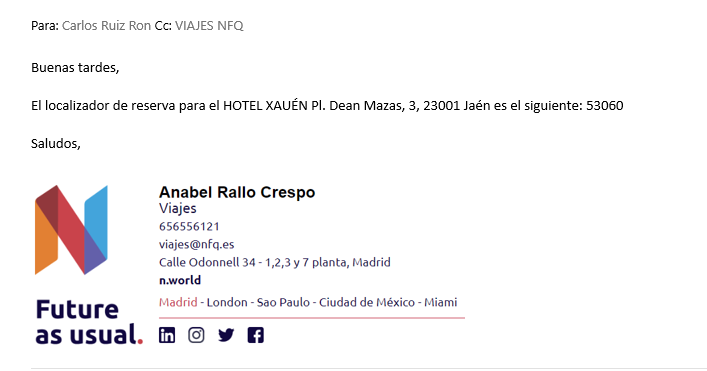 Para: Carlos Ruiz Ron Cc: VIAJES NFQ
Buenas tardes,
El localizador de reserva para el HOTEL XAUÉN Pl. Dean Mazas, 3, 23001 Jaén es el siguiente: 53060
Saludos,
Anabel Rallo Crespo
Viajes
656556121
viajes@nfq.es
Calle Odonnell 34 - 1,2,3 y 7 planta, Madrid
n.world
Madrid - London - Sao Paulo - Ciudad de México - Miami
Future
as usual.